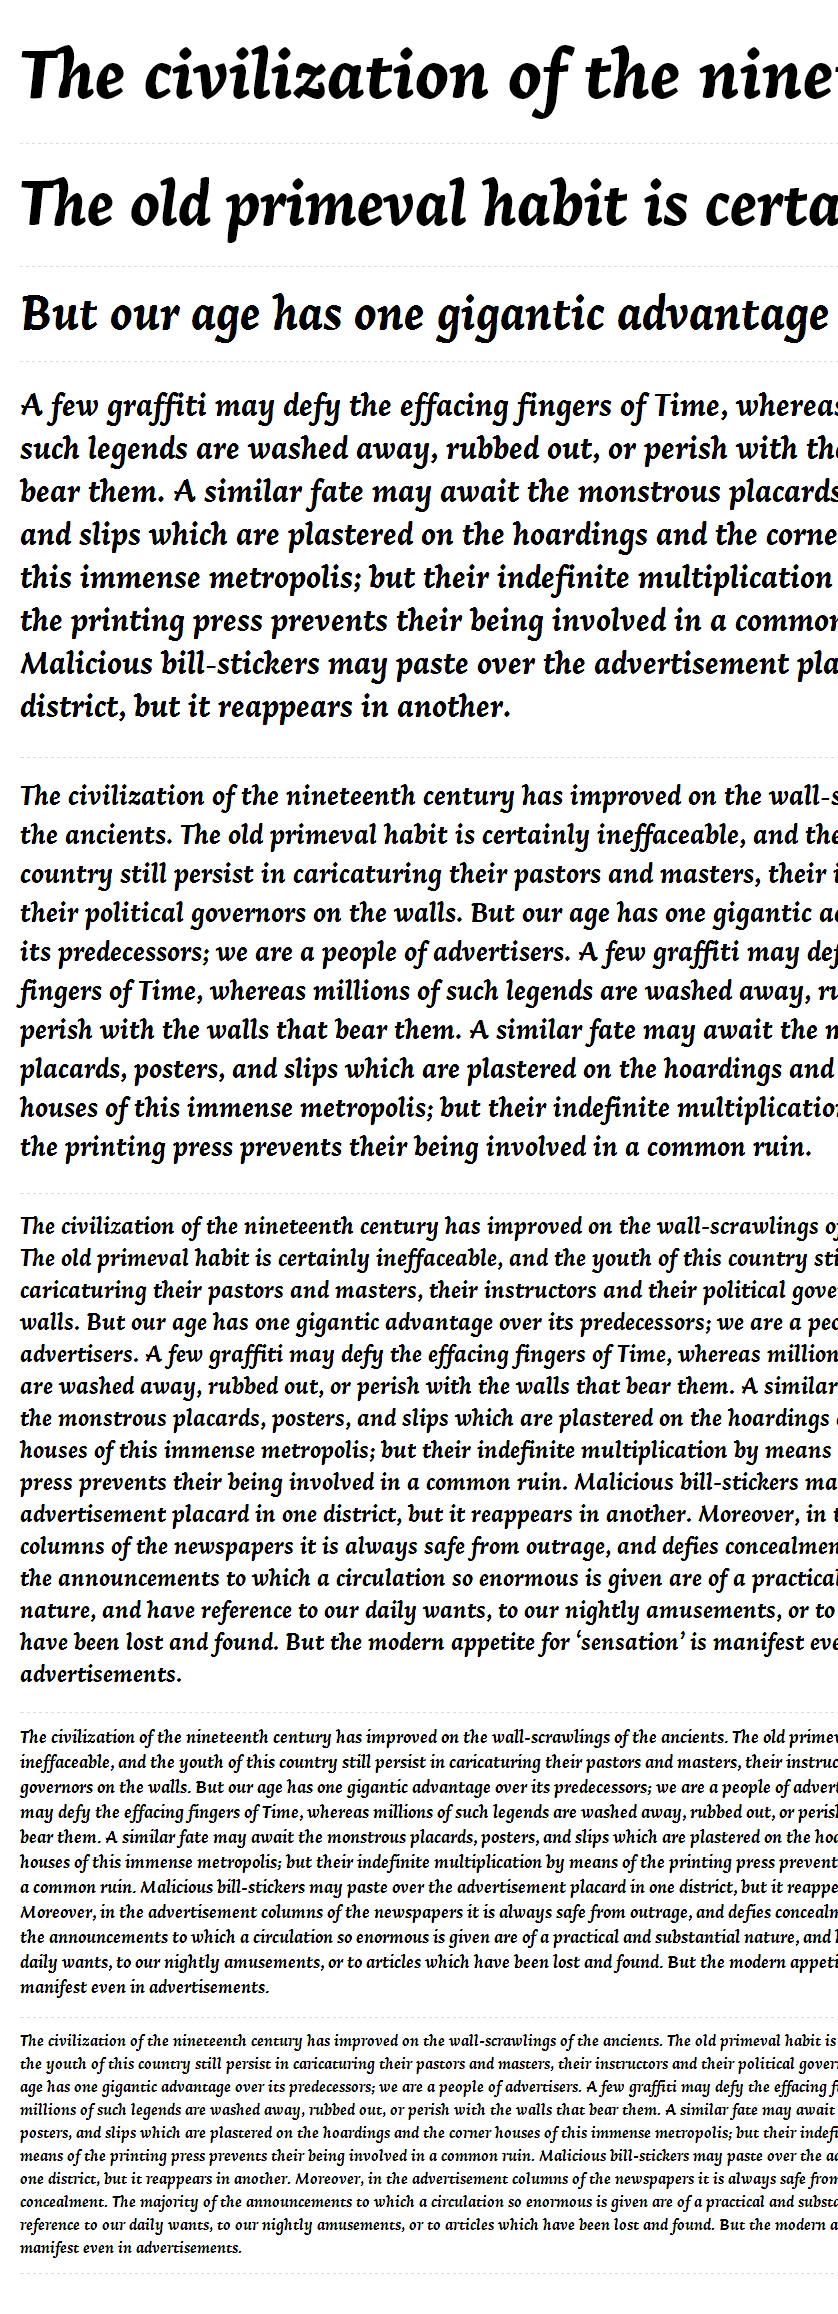 The civilization of the
The old primeval habit is
But our age has one gigantic advantage
A few graffiti may defy the effacing fingers of Time, whereas
such legends are washed away, rubbed out, or perish with the
bear them. A similar fate may await the monstrous placards
and slips which are plastered on the hoardings and the
this immense metropolis; but their indefinite multiplication
the printing press prevents their being involved in a common
Malicious bill-stickers may paste over the advertisement
district, but it reappears in another.
The civilization of the nineteenth century has improved on the
the ancients. The old primeval habit is certainly ineffaceable, and the
country still persist in caricaturing their pastors and masters, their
their political governors on the walls. But our age has one gigantic
its predecessors; we are a people of advertisers. A few graffiti may
fingers of Time, whereas millions of such legends are washed away,
perish with the walls that bear them. A similar fate may await the
placards, posters, and slips which are plastered on the hoardings and
houses of this immense metropolis; but their indefinite multiplication
the printing press prevents their being involved in a common ruin.
The civilization of the nineteenth century has improved on the wall-scrawlings of
The old primeval habit is certainly ineffaceable, and the youth of this country
caricaturing their pastors and masters, their instructors and their political
walls. But our age has one gigantic advantage over its predecessors; we are a
advertisers. A few graffiti may defy the effacing fingers of Time, whereas
are washed away, rubbed out, or perish with the walls that bear them. A similar
the monstrous placards, posters, and slips which are plastered on the hoardings
houses of this immense metropolis; but their indefinite multiplication by means
press prevents their being involved in a common ruin. Malicious bill-stickers
advertisement placard in one district, but it reappears in another. Moreover, in
columns of the newspapers it is always safe from outrage, and defies
the announcements to which a circulation so enormous is given are of a practical
nature, and have reference to our daily wants, to our nightly amusements, or to
have been lost and found. But the modern appetite for ‘sensation’ is manifest
advertisements.
The civilization of the nineteenth century has improved on the wall-scrawlings of the ancients. The old
ineffaceable, and the youth of this country still persist in caricaturing their pastors and masters, their
governors on the walls. But our age has one gigantic advantage over its predecessors; we are a people of
may defy the effacing fingers of Time, whereas millions of such legends are washed away, rubbed out, or
bear them. A similar fate may await the monstrous placards, posters, and slips which are plastered on the
houses of this immense metropolis; but their indefinite multiplication by means of the printing press
a common ruin. Malicious bill-stickers may paste over the advertisement placard in one district, but it
Moreover, in the advertisement columns of the newspapers it is always safe from outrage, and defies
the announcements to which a circulation so enormous is given are of a practical and substantial nature, and
daily wants, to our nightly amusements, or to articles which have been lost and found. But the modern
manifest even in advertisements.
The civilization of the nineteenth century has improved on the wall-scrawlings of the ancients. The old primeval habit is
the youth of this country still persist in caricaturing their pastors and masters, their instructors and their political
age has one gigantic advantage over its predecessors; we are a people of advertisers. A few graffiti may defy the effacing
millions of such legends are washed away, rubbed out, or perish with the walls that bear them. A similar fate may await
posters, and slips which are plastered on the hoardings and the corner houses of this immense metropolis; but their
means of the printing press prevents their being involved in a common ruin. Malicious bill-stickers may paste over the
one district, but it reappears in another. Moreover, in the advertisement columns of the newspapers it is always safe from
concealment. The majority of the announcements to which a circulation so enormous is given are of a practical and
reference to our daily wants, to our nightly amusements, or to articles which have been lost and found. But the modern
manifest even in advertisements.